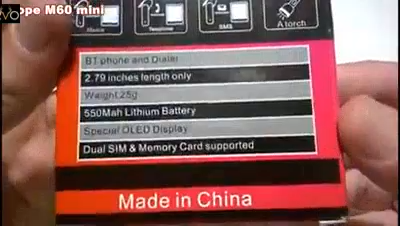 ope M60 mini
Music Telephone SMS A torch
BT phone and Dialer
2.79 inches length only
Weight 25g
550Mah Lithium Battery
Special OLED Display
Dual SIM & Memory Card supported
Made in China